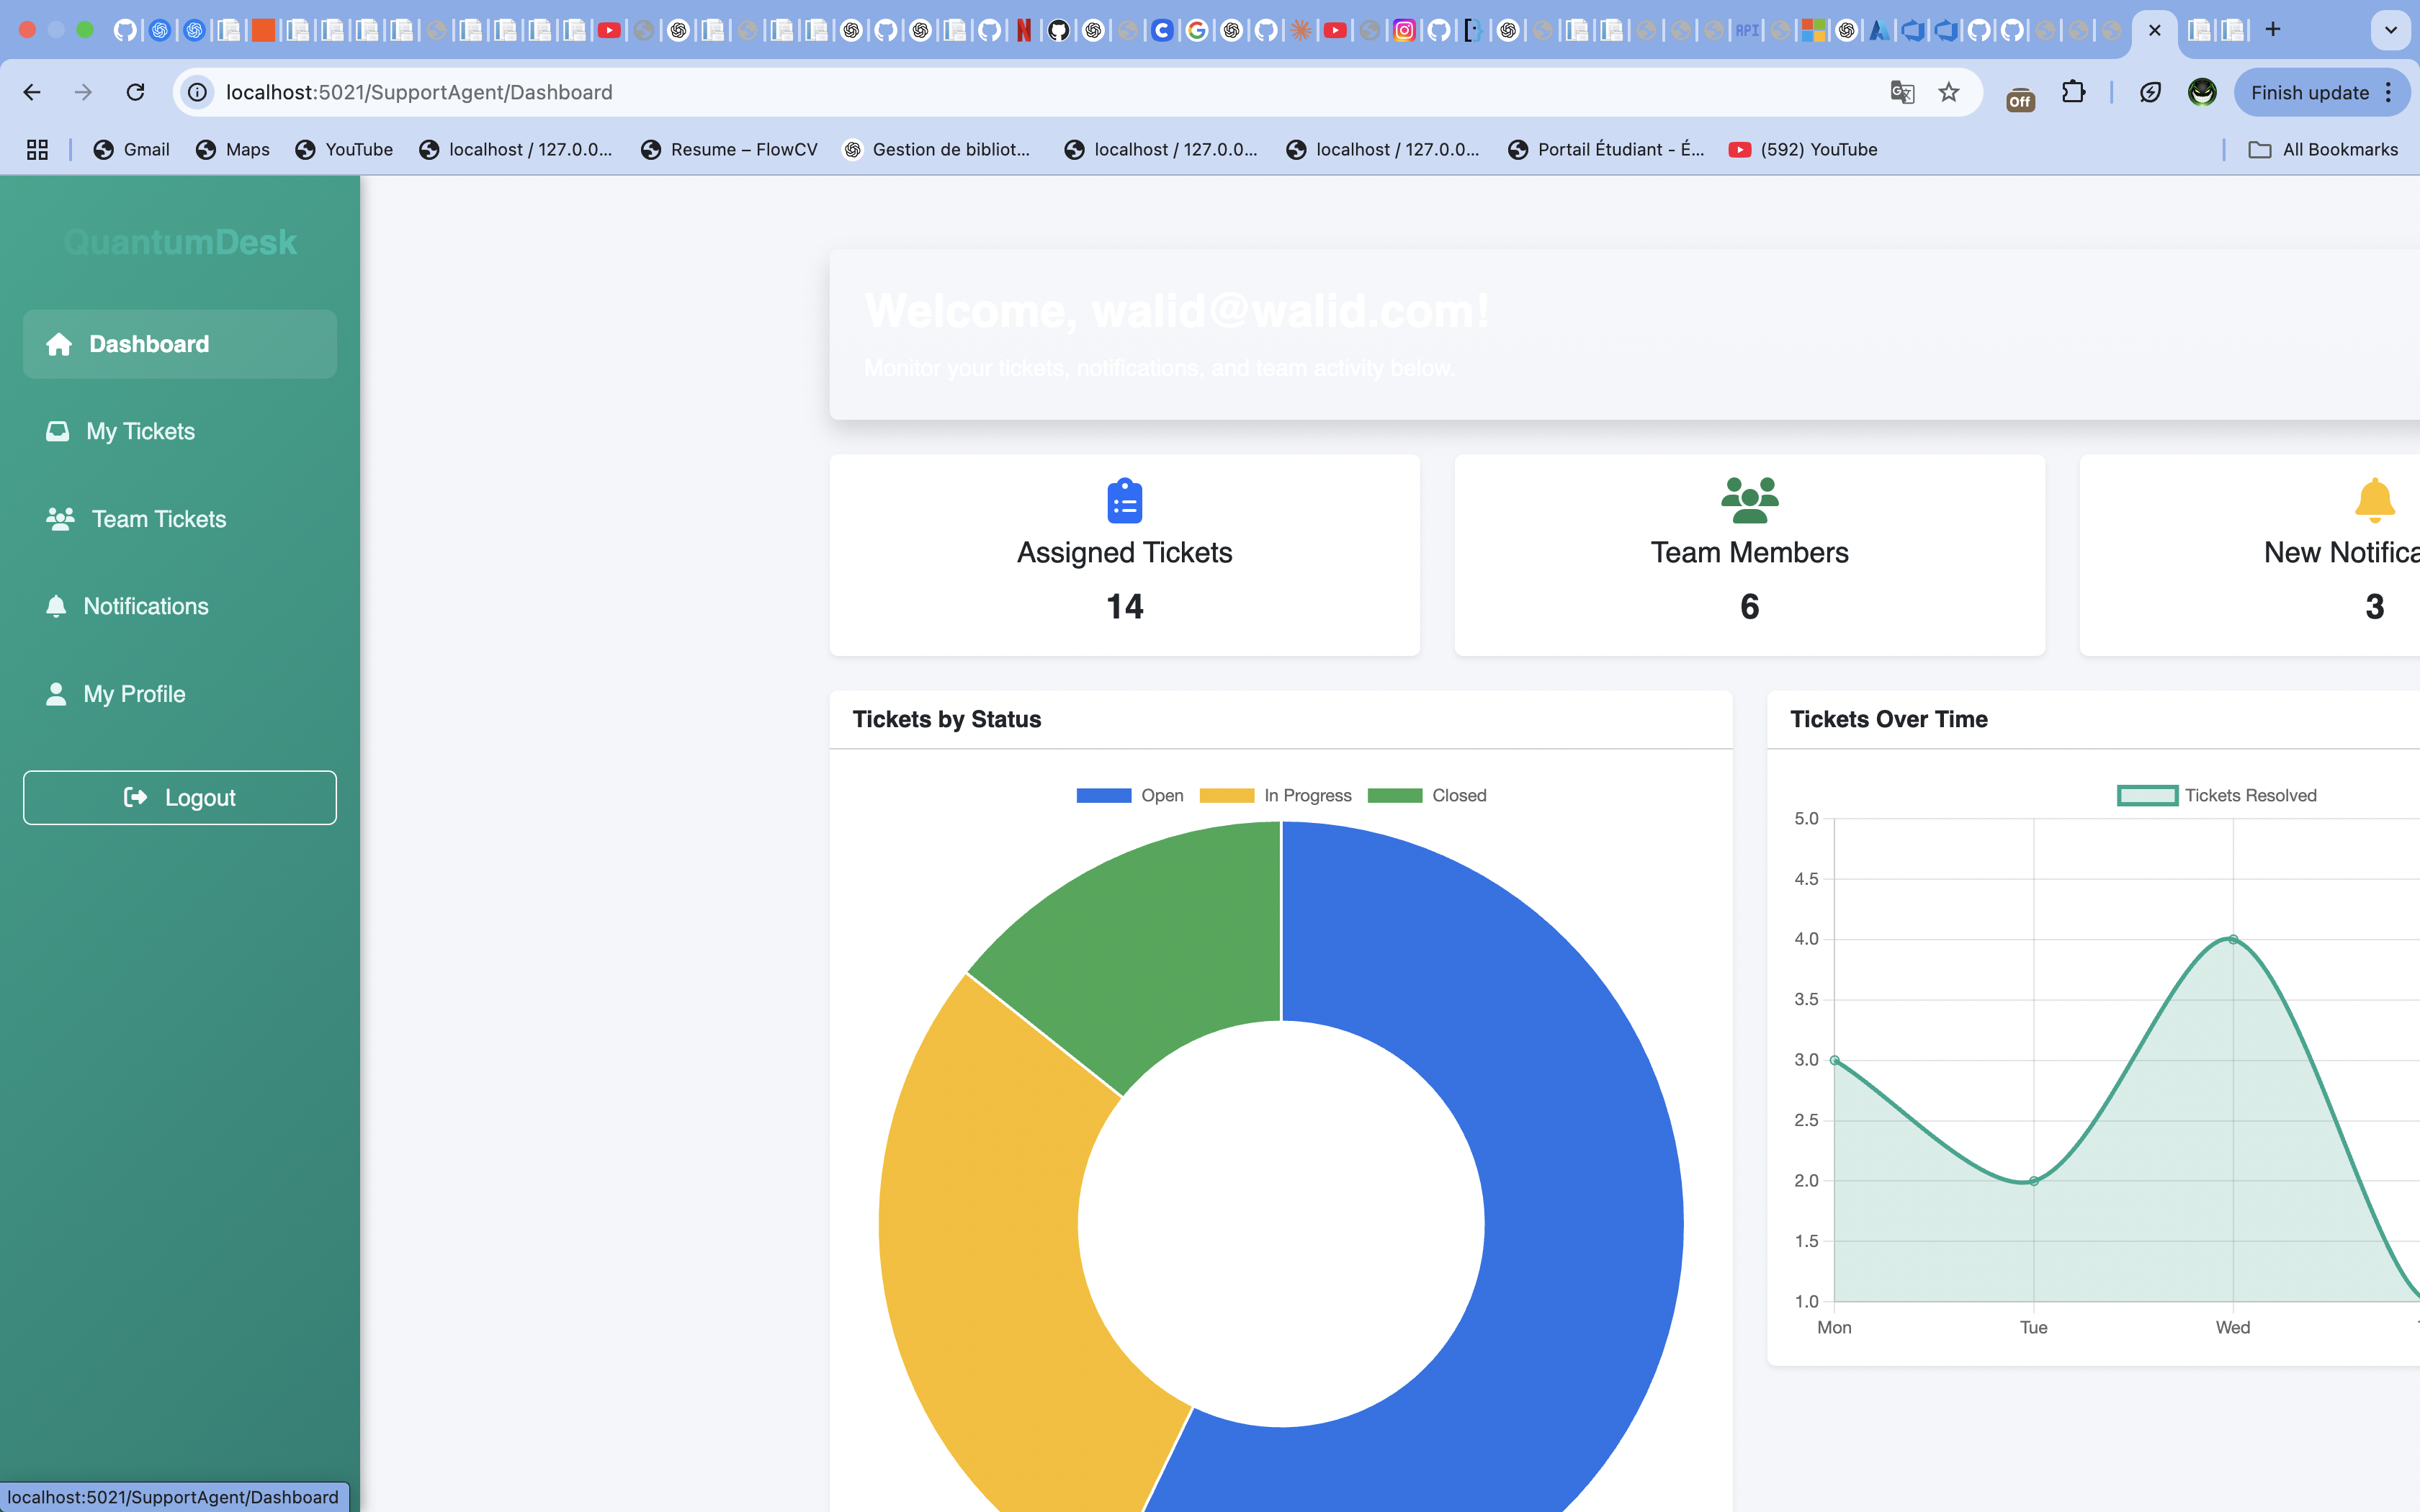 localhost:5021/SupportAgent/Dashboard
Off
Finish update
Gmail
Maps
YouTube
localhost / 127.0.0...
Resume – FlowCV
Gestion de bibliot...
localhost / 127.0.0...
localhost / 127.0.0...
Portail Étudiant - É...
(592) YouTube
All Bookmarks
QuantumDesk
Dashboard
My Tickets
Team Tickets
Notifications
My Profile
Logout
Welcome, walid@walid.com!
Monitor your tickets, notifications, and team activity below.
Assigned Tickets
14
Team Members
6
New Notifica
3
Tickets by Status
Open
In Progress
Closed
Tickets Over Time
Tickets Resolved
5.0
4.5
4.0
3.5
3.0
2.5
2.0
1.5
1.0
Mon
Tue
Wed
localhost:5021/SupportAgent/Dashboard